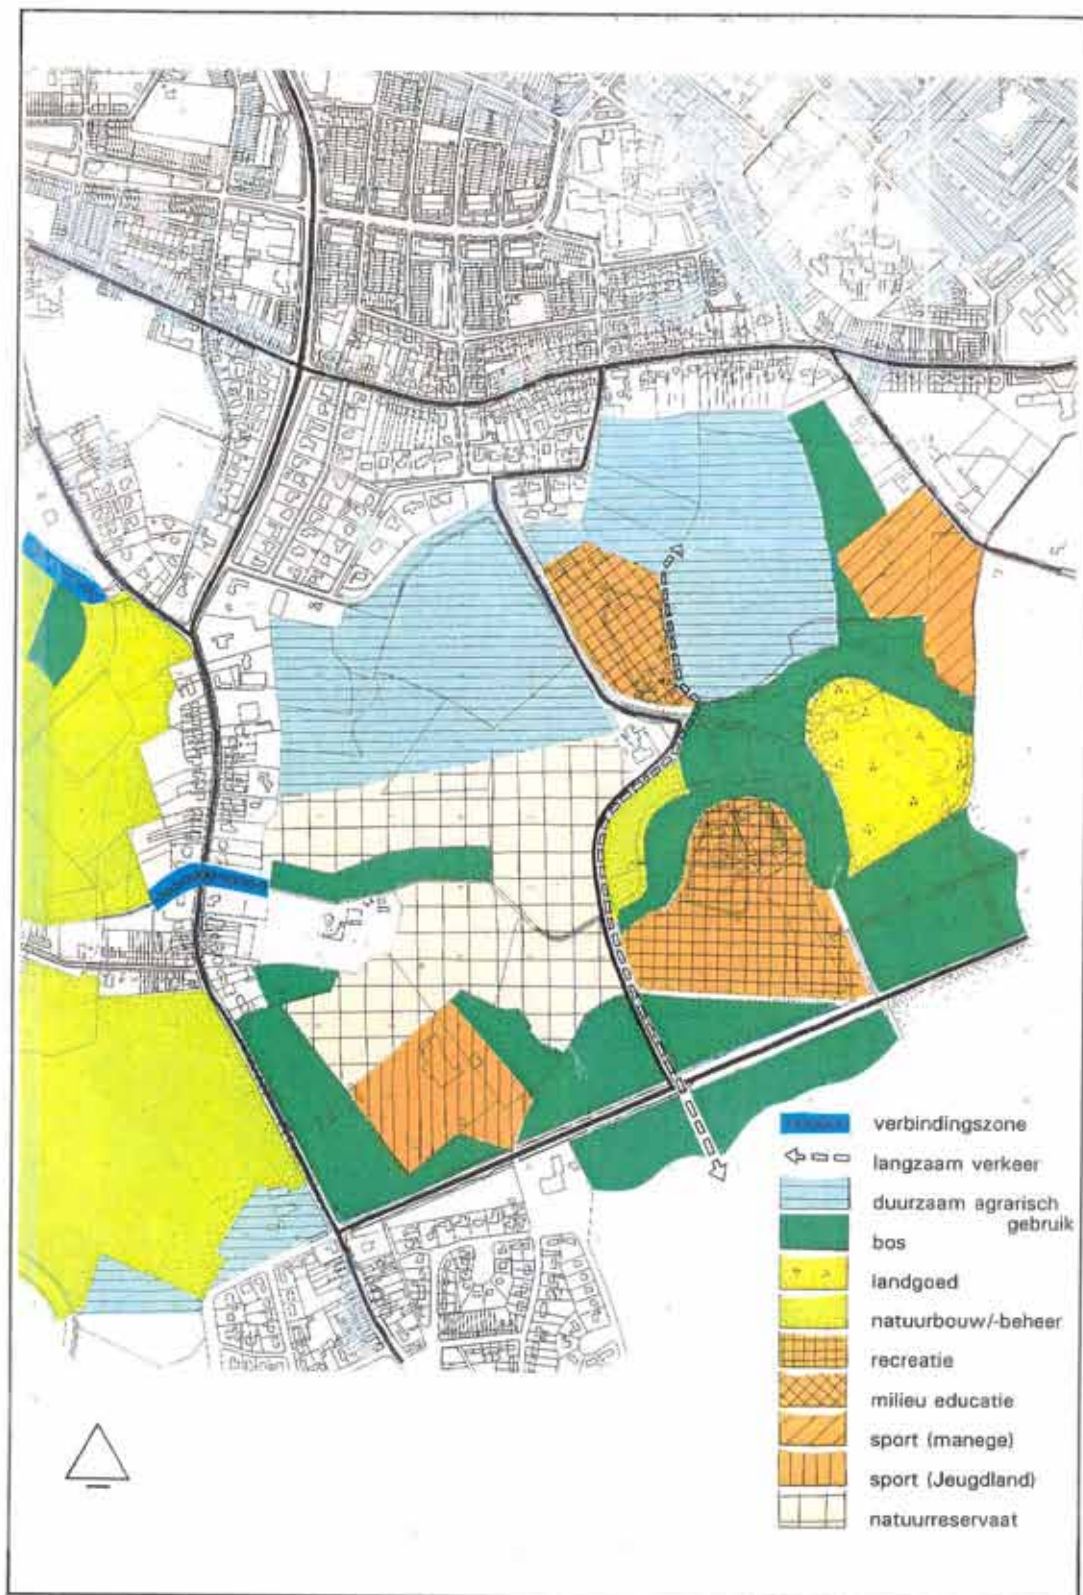 verbindingszone
langzaam verkeer
duurzaam agrarisch
gebruik
bos
landgoed
natuurbouw/-beheer
recreatie
milieu educatie
sport (manege)
sport (Jeugdland)
natuurreservaat